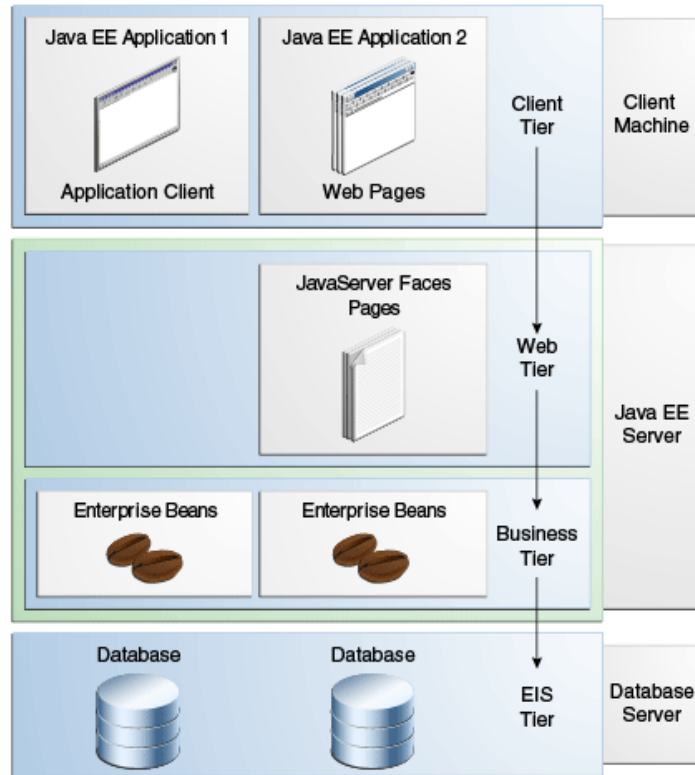 Java EE Application 1
Java EE Application 2
Application Client
Web Pages
Client
Tier
Client
Machine
JavaServer Faces
Pages
Web
Tier
Java EE
Server
Enterprise Beans
Enterprise Beans
Business
Tier
Database
Database
EIS
Tier
Database
Server